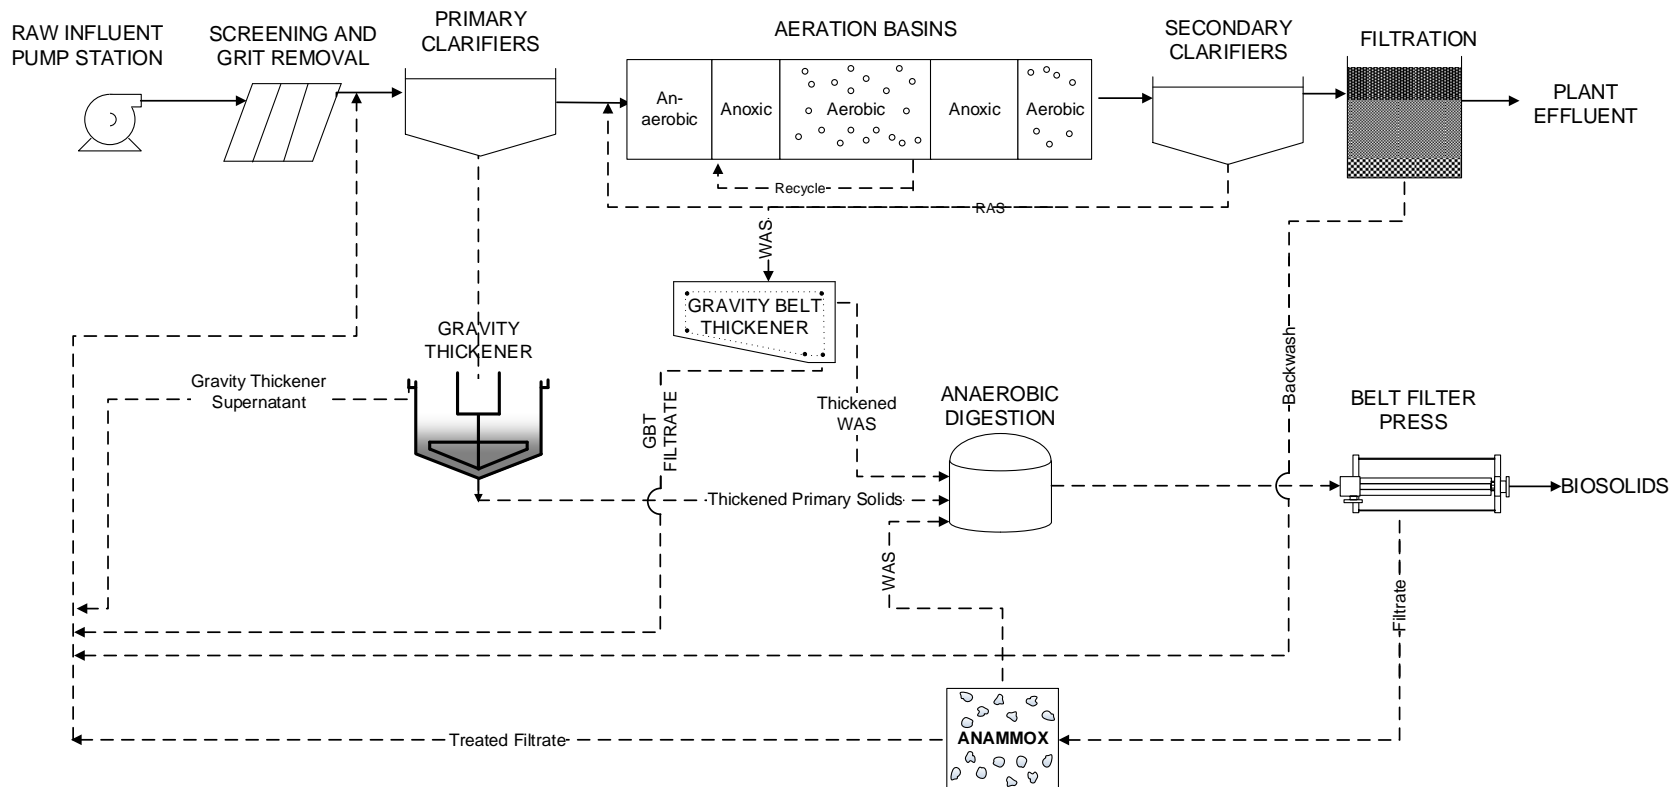 RAW INFLUENT
PUMP STATION
SCREENING AND
GRIT REMOVAL
PRIMARY
CLARIFIERS
AERATION BASINS
SECONDARY
CLARIFIERS
FILTRATION
An-
aerobic
Anoxic
Aerobic
Anoxic
Aerobic
PLANT
EFFLUENT
Recycle
RAS
WAS
GRAVITY BELT
THICKENER
GRAVITY
THICKENER
Gravity Thickener
Supernatant
GBT
FILTRATE
Thickened
WAS
ANAEROBIC
DIGESTION
Backwash
BELT FILTER
PRESS
Thickened Primary Solids
BIOSOLIDS
WAS
Filtrate
Treated Filtrate
ANAMMOX